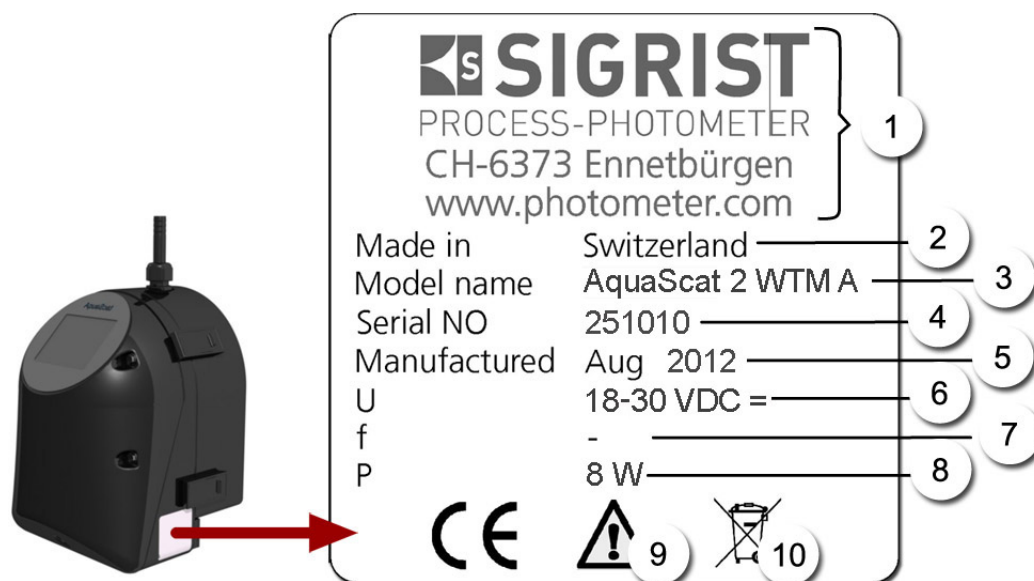 SIGRIST
PROCESS-PHOTOMETER
CH-6373 Ennetbürgen
www.photometer.com
1
Made in Switzerland 2
Model name AquaScat 2 WTM A 3
Serial NO 251010 4
Manufactured Aug 2012 5
U 18-30 VDC = 6
f - 7
P 8 W 8
CE 9 10
AquaScat